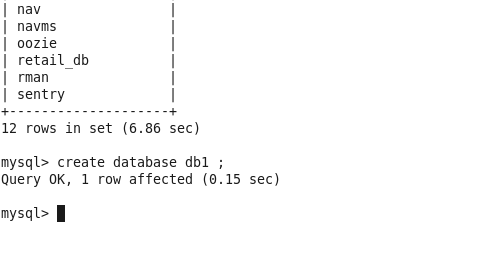 | nav                |
| navms              |
| oozie              |
| retail_db          |
| rman               |
| sentry             |
+--------------------+
12 rows in set (6.86 sec)
mysql> create database db1 ;
Query OK, 1 row affected (0.15 sec)
mysql>